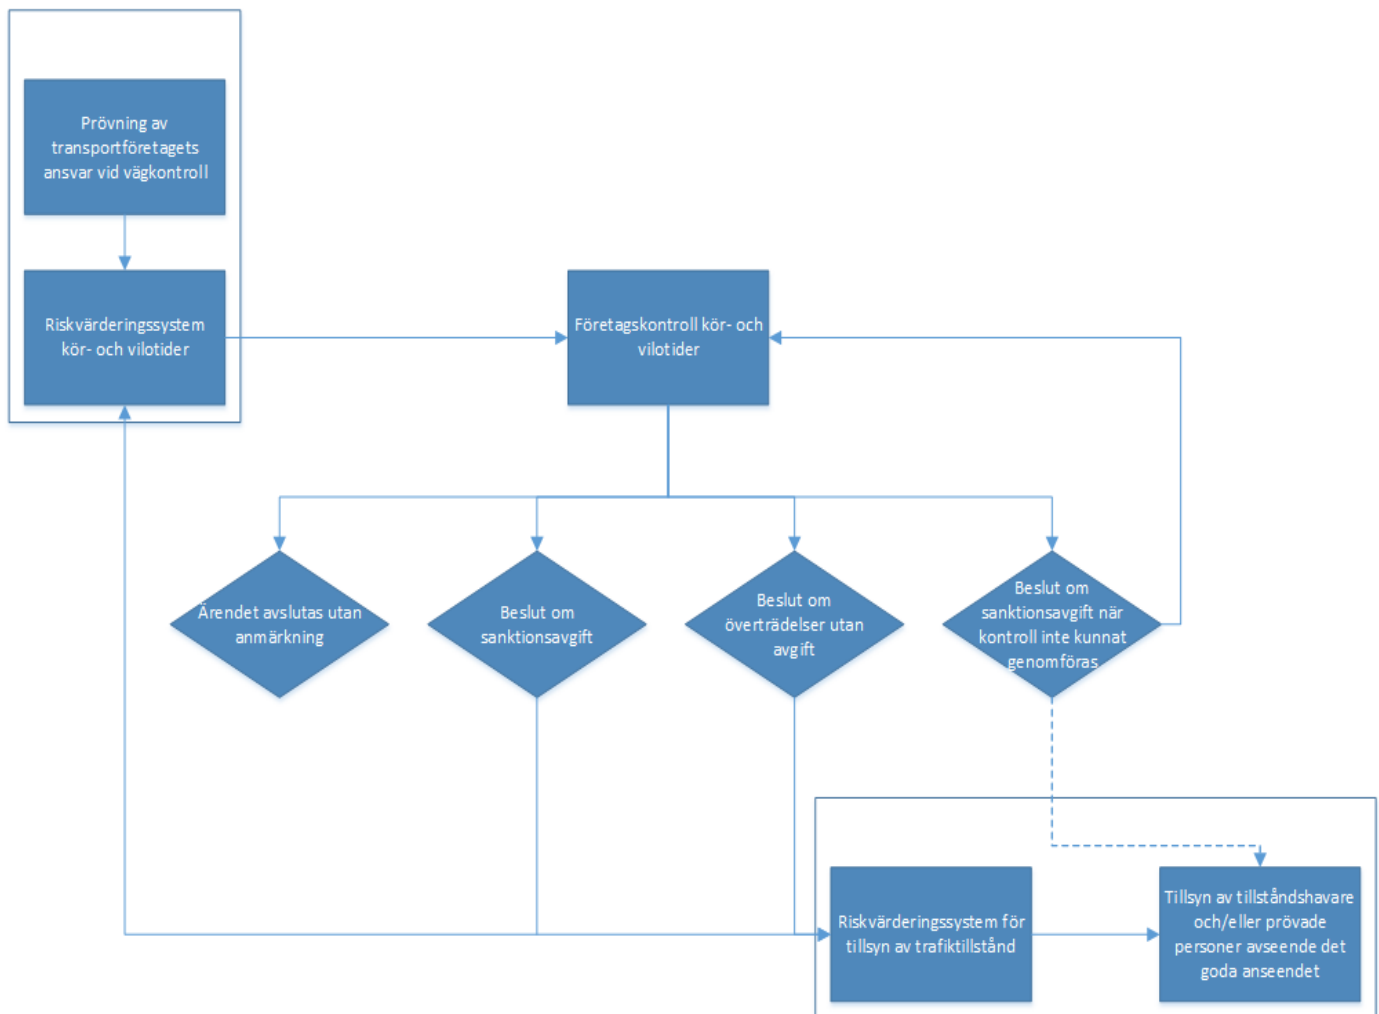 Prövning av
transportföretagets
ansvar vid vägkontroll
Riskvärderingssystem
kör- och vilotider
Företagskontroll kör- och
vilotider
Ärendet avslutas utan
anmärkning
Beslut om
sanktionsavgift
Beslut om
överträdelser utan
avgift
Beslut om
sanktionsavgift när
kontroll inte kunnat
genomföras
Riskvärderingssystem för
tillsyn av trafiktillstånd
Tillsyn av tillståndshavare
och/eller prövade
personer avseende det
goda anseendet